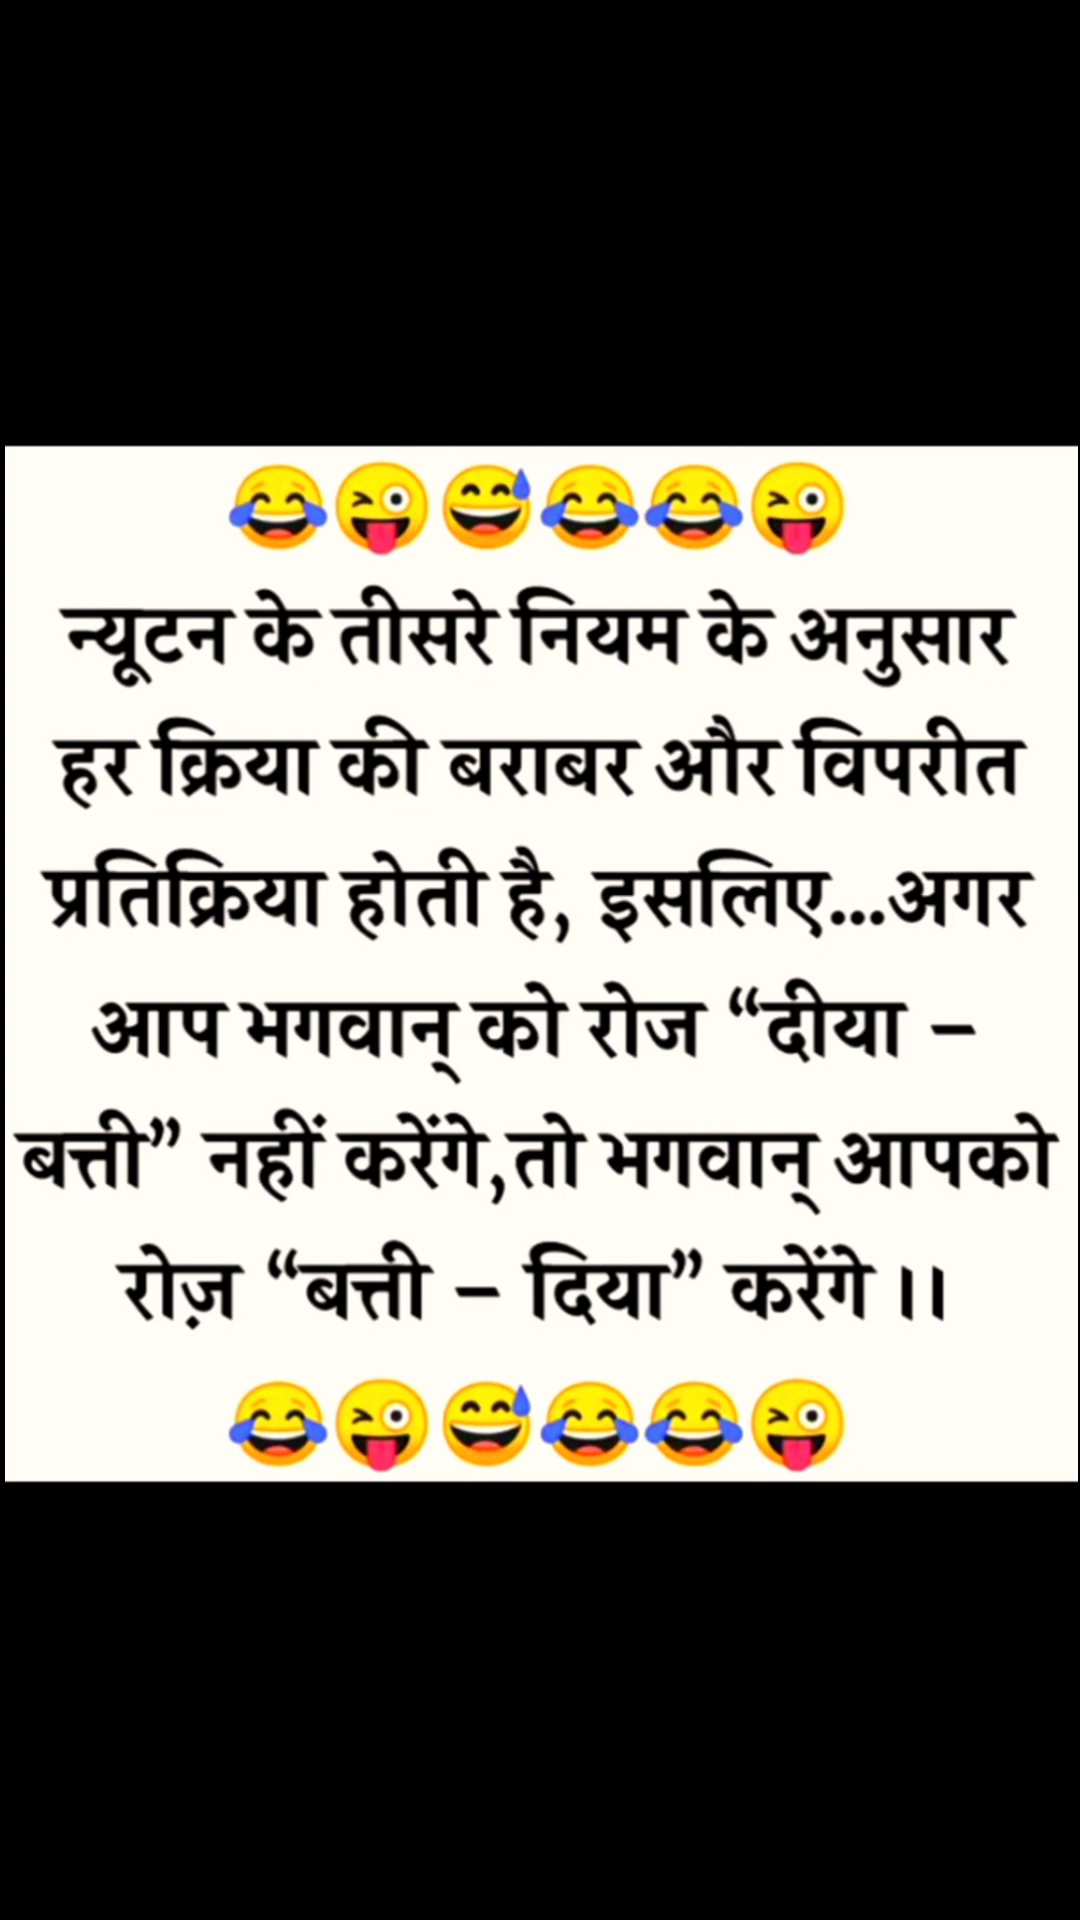 😂😜😅😂😂😜
न्यूटन के तीसरे नियम के अनुसार
हर क्रिया की बराबर और विपरीत
प्रतिक्रिया होती है, इसलिए...अगर
आप भगवान् को रोज “दीया –
बत्ती” नहीं करेंगे,तो भगवान् आपको
रोज़ “बत्ती – दिया” करेंगे ।।
😂😜😅😂😂😜